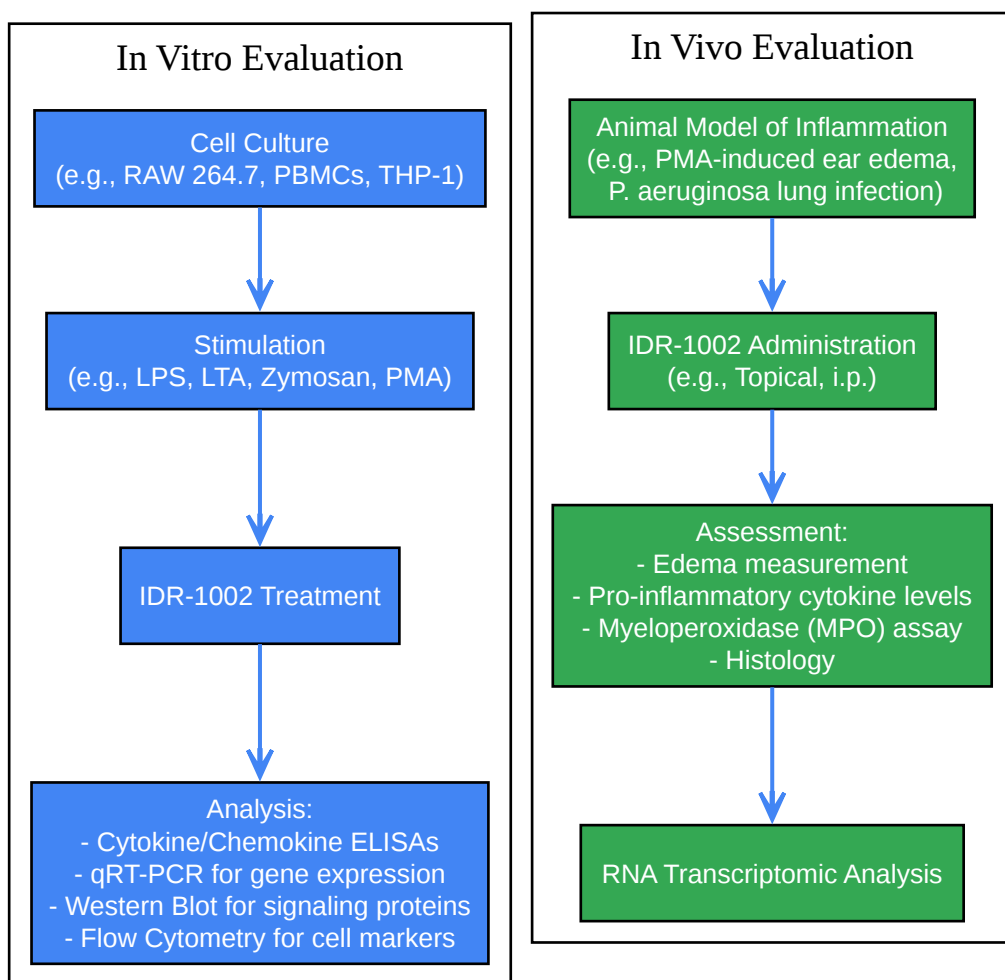 In Vitro Evaluation
Cell Culture
(e.g., RAW 264.7, PBMCs, THP-1)
Stimulation
(e.g., LPS, LTA, Zymosan, PMA)
IDR-1002 Treatment
Analysis:
- Cytokine/Chemokine ELISAs
- qRT-PCR for gene expression
- Western Blot for signaling proteins
- Flow Cytometry for cell markers
In Vivo Evaluation
Animal Model of Inflammation
(e.g., PMA-induced ear edema,
P. aeruginosa lung infection)
IDR-1002 Administration
(e.g., Topical, i.p.)
Assessment:
- Edema measurement
- Pro-inflammatory cytokine levels
- Myeloperoxidase (MPO) assay
- Histology
RNA Transcriptomic Analysis